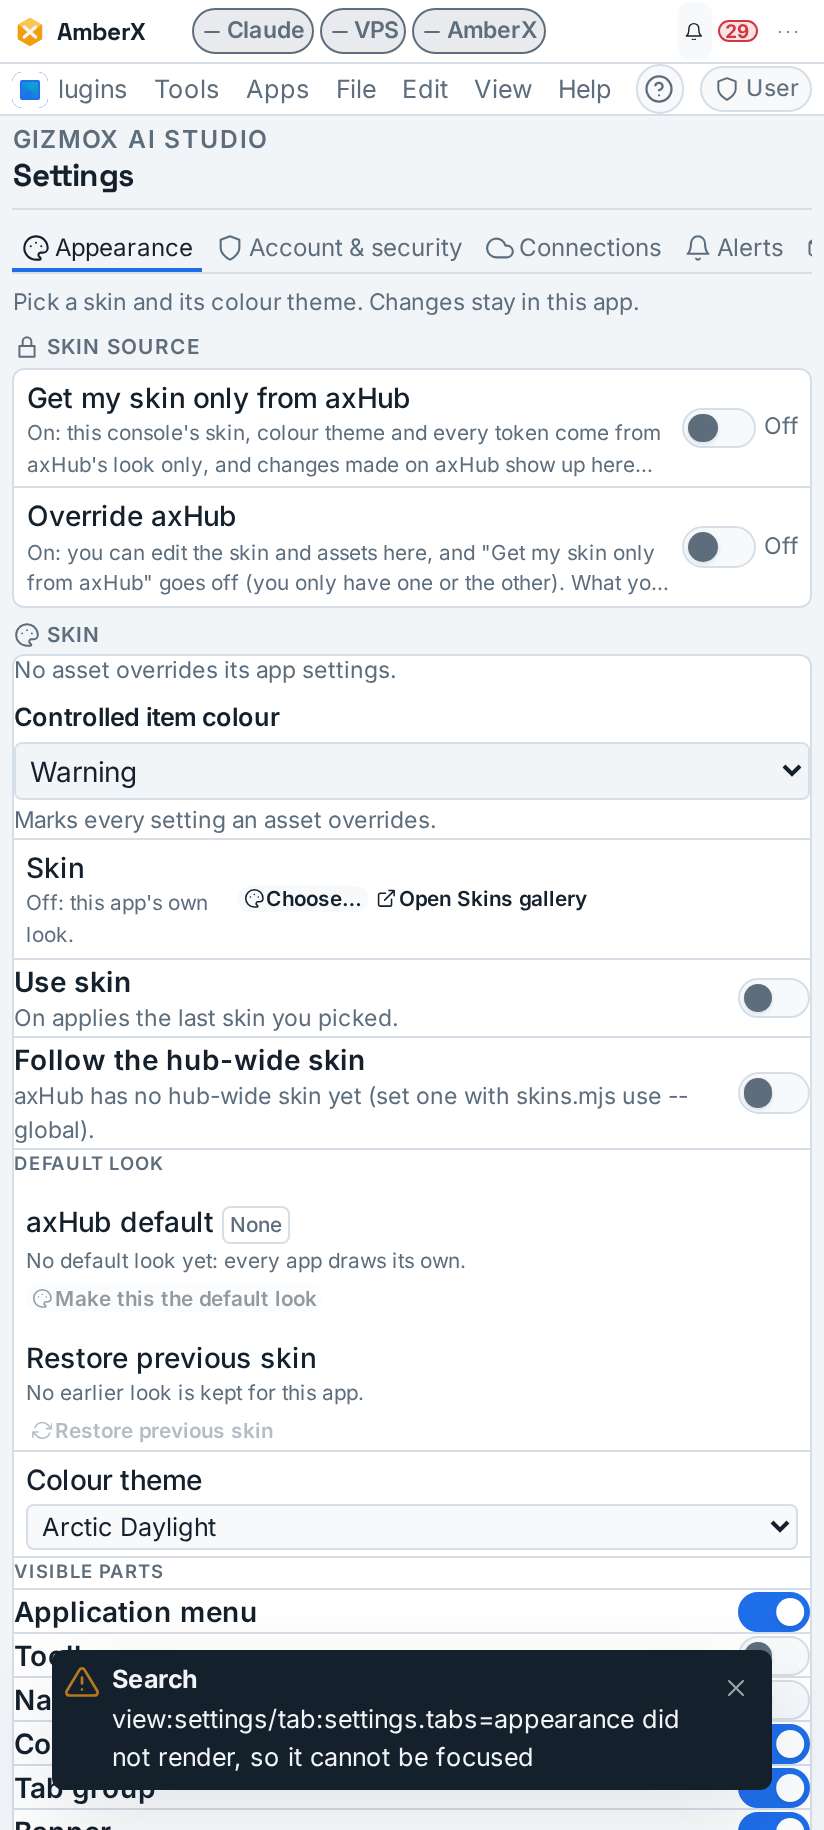 AmberX
— Claude
— VPS
— AmberX
29
...
lugins Tools Apps File Edit View Help
User
GIZMOX AI STUDIO
Settings
Appearance
Account & security
Connections
Alerts
Pick a skin and its colour theme. Changes stay in this app.
SKIN SOURCE
Get my skin only from axHub
On: this console's skin, colour theme and every token come from
axHub's look only, and changes made on axHub show up here...
Off
Override axHub
On: you can edit the skin and assets here, and "Get my skin only
from axHub" goes off (you only have one or the other). What yo...
Off
SKIN
No asset overrides its app settings.
Controlled item colour
Warning
Marks every setting an asset overrides.
Skin
Off: this app's own
look.
Choose...
Open Skins gallery
Use skin
On applies the last skin you picked.
Follow the hub-wide skin
axHub has no hub-wide skin yet (set one with skins.mjs use --
global).
DEFAULT LOOK
axHub default
None
No default look yet: every app draws its own.
Make this the default look
Restore previous skin
No earlier look is kept for this app.
Restore previous skin
Colour theme
Arctic Daylight
VISIBLE PARTS
Application menu
Na
Co
Tab group
Banner
Search
view:settings/tab:settings.tabs=appearance did
not render, so it cannot be focused